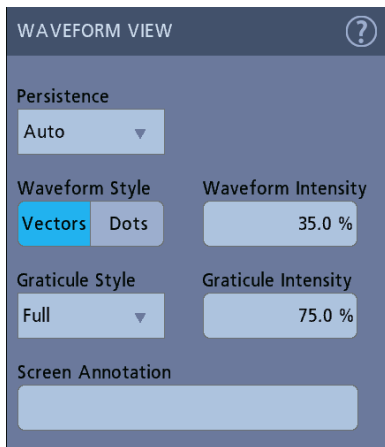 WAVEFORM VIEW ?
Persistence
Auto
Waveform Style Waveform Intensity
Vectors Dots 35.0 %
Graticule Style Graticule Intensity
Full 75.0 %
Screen Annotation